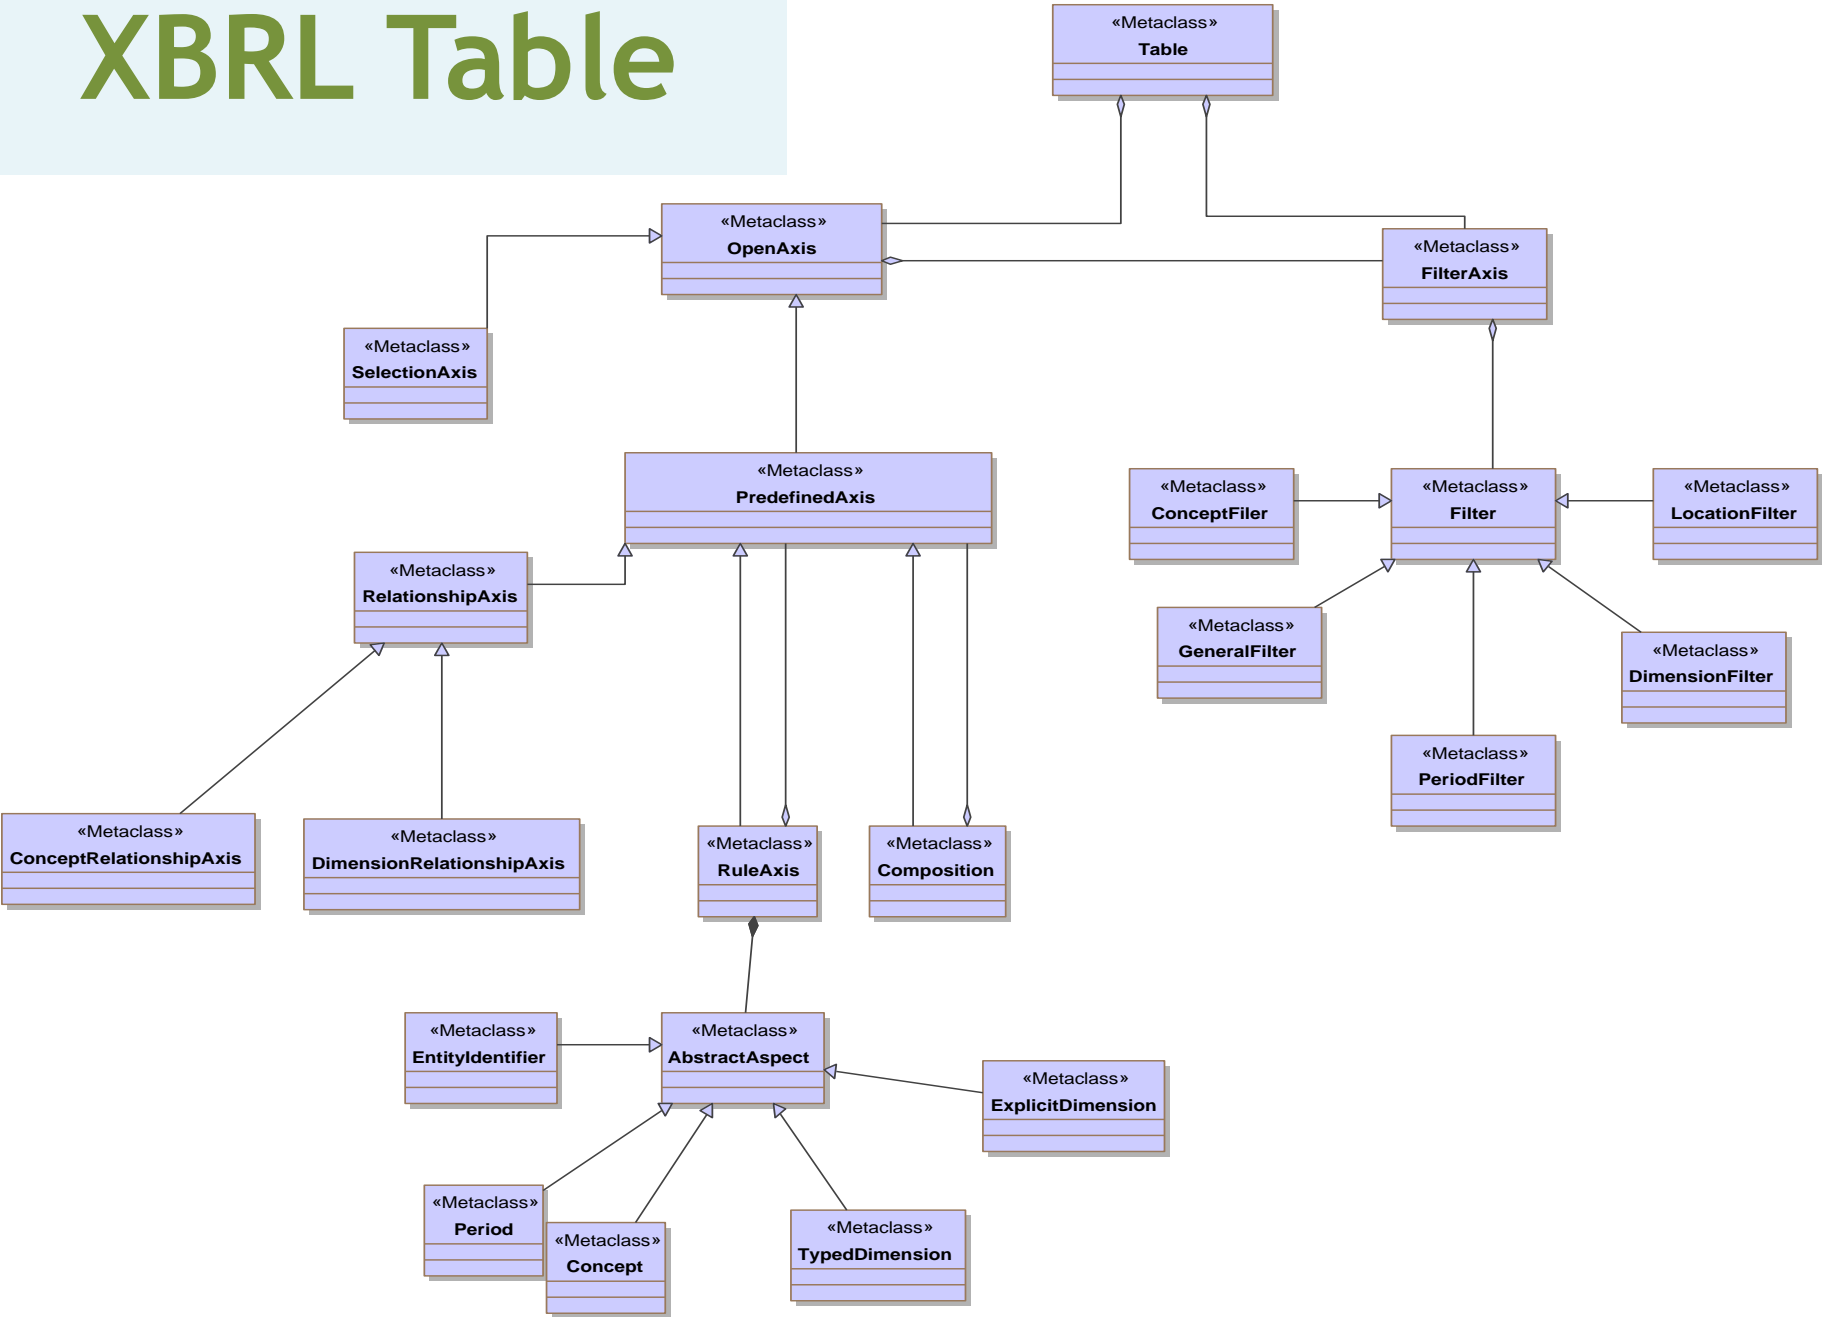 XBRL Table
«Metaclass»
Table
«Metaclass»
OpenAxis
«Metaclass»
FilterAxis
«Metaclass»
SelectionAxis
«Metaclass»
PredefinedAxis
«Metaclass»
ConceptFiler
«Metaclass»
Filter
«Metaclass»
LocationFilter
«Metaclass»
RelationshipAxis
«Metaclass»
GeneralFilter
«Metaclass»
DimensionFilter
«Metaclass»
PeriodFilter
«Metaclass»
ConceptRelationshipAxis
«Metaclass»
DimensionRelationshipAxis
«Metaclass»
RuleAxis
«Metaclass»
Composition
«Metaclass»
EntityIdentifier
«Metaclass»
AbstractAspect
«Metaclass»
ExplicitDimension
«Metaclass»
Period
«Metaclass»
Concept
«Metaclass»
TypedDimension